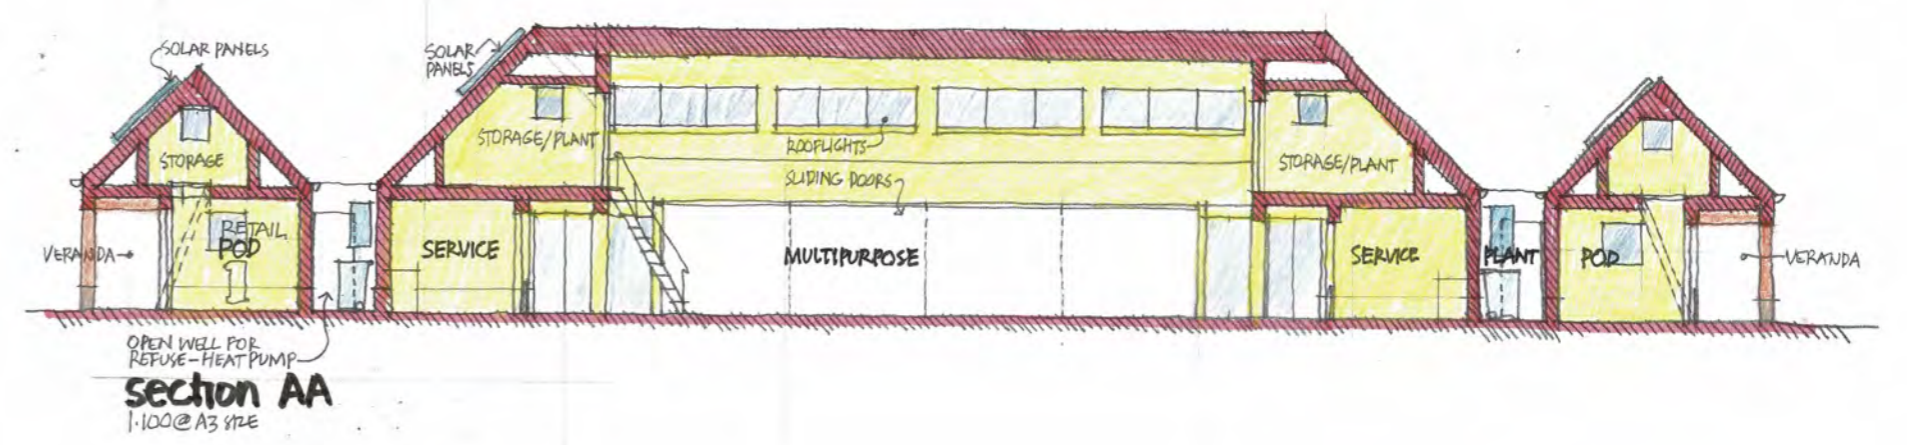 SOLAR PANELS
SOLAR
PANELS
STORAGE
STORAGE/PLANT
ROOFLIGHTS
SLIDING DOORS
STORAGE/PLANT
VERANDA
RETAIL
POD
1
SERVICE
MULTIPURPOSE
SERVICE
PLANT
POD
VERANDA
OPEN WELL FOR
REFUSE-HEAT PUMP
section AA
1:100@A3 SIZE